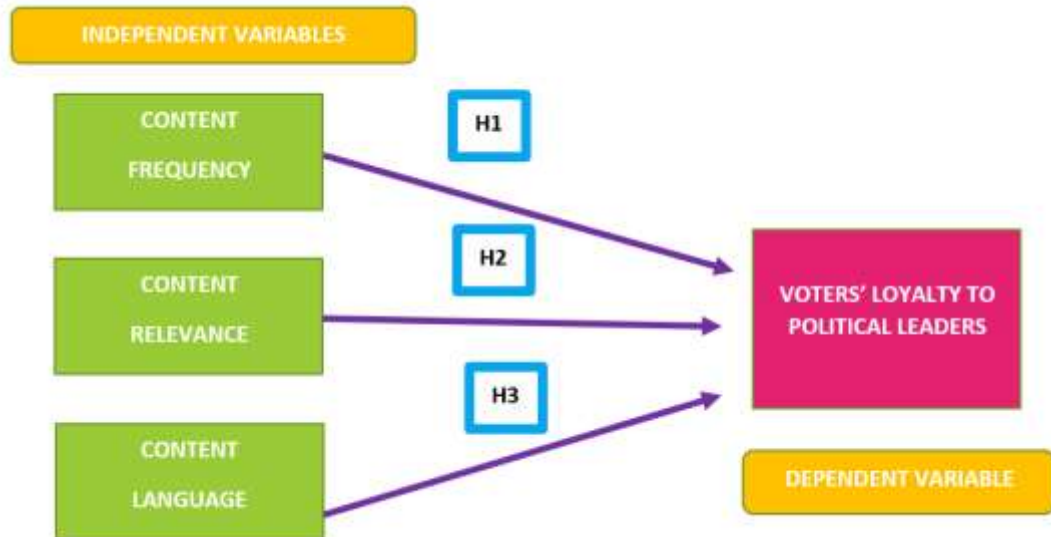 INDEPENDENT VARIABLES
CONTENT
FREQUENCY
H1
CONTENT
RELEVANCE
H2
VOTERS' LOYALTY TO
POLITICAL LEADERS
CONTENT
LANGUAGE
H3
DEPENDENT VARIABLE